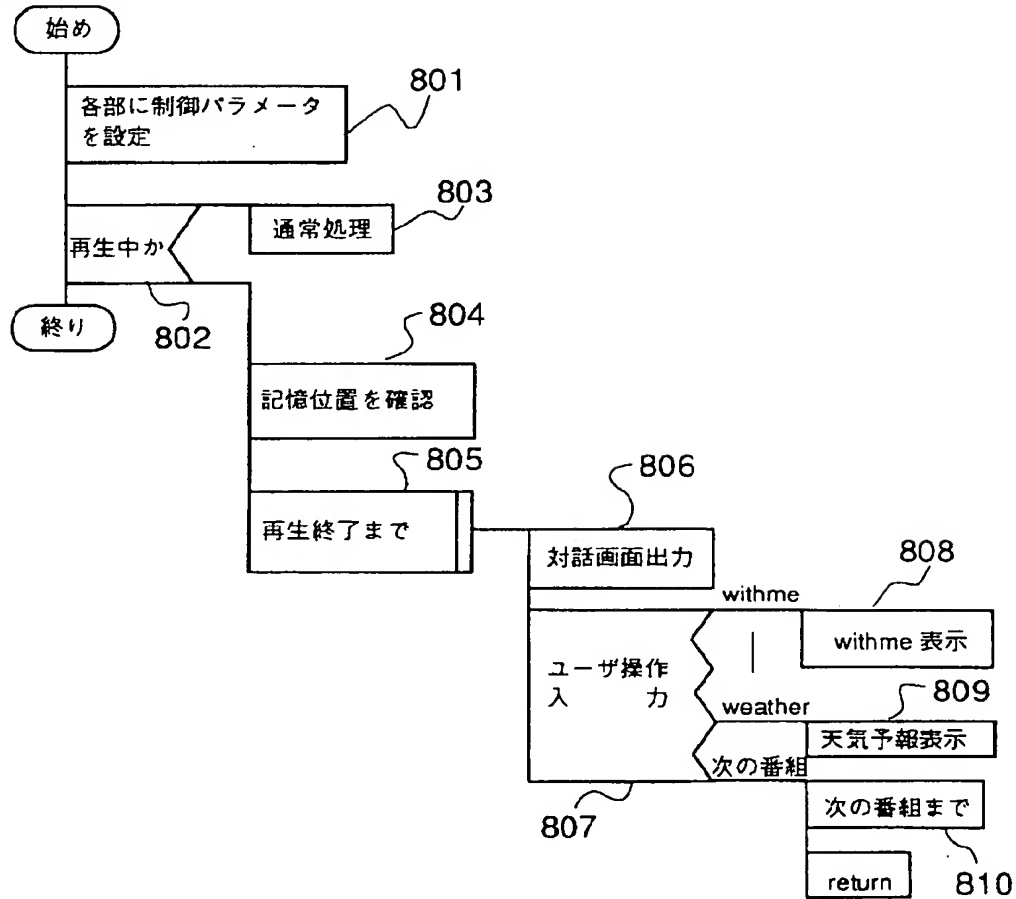 始め
801
各部に制御パラメータ
を設定
803
通常処理
再生中か
802
終り
804
記憶位置を確認
805
再生終了まで
806
対話画面出力
808
withme
withme 表示
ユーザ操作
入 力
809
weather
天気予報表示
次の番組
807
次の番組まで
810
return